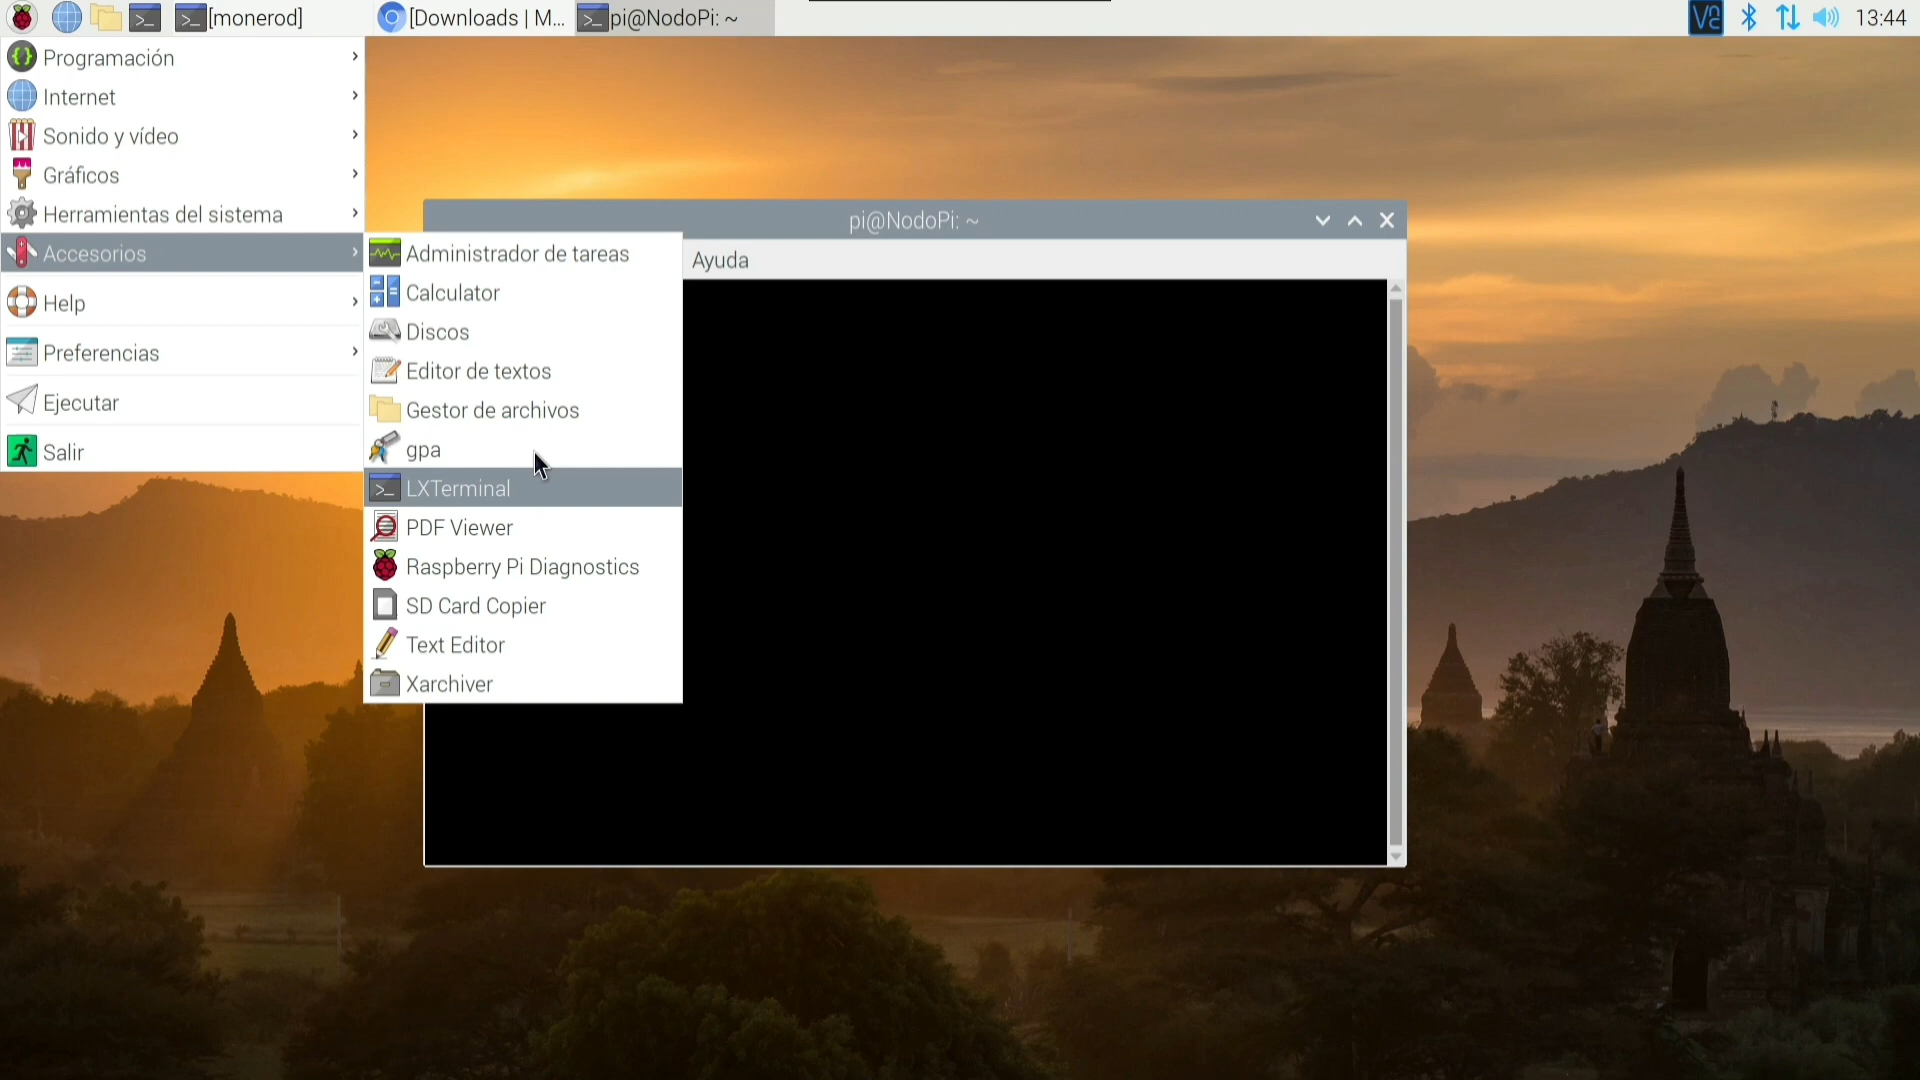 [monerod]
[Downloads | M...
pi@NodoPi: ~
13:44
Programación
Internet
Sonido y vídeo
Gráficos
Herramientas del sistema
Accesorios
Help
Preferencias
Ejecutar
Salir
Administrador de tareas
Calculator
Discos
Editor de textos
Gestor de archivos
gpa
LXTerminal
PDF Viewer
Raspberry Pi Diagnostics
SD Card Copier
Text Editor
Xarchiver
pi@NodoPi: ~
Ayuda